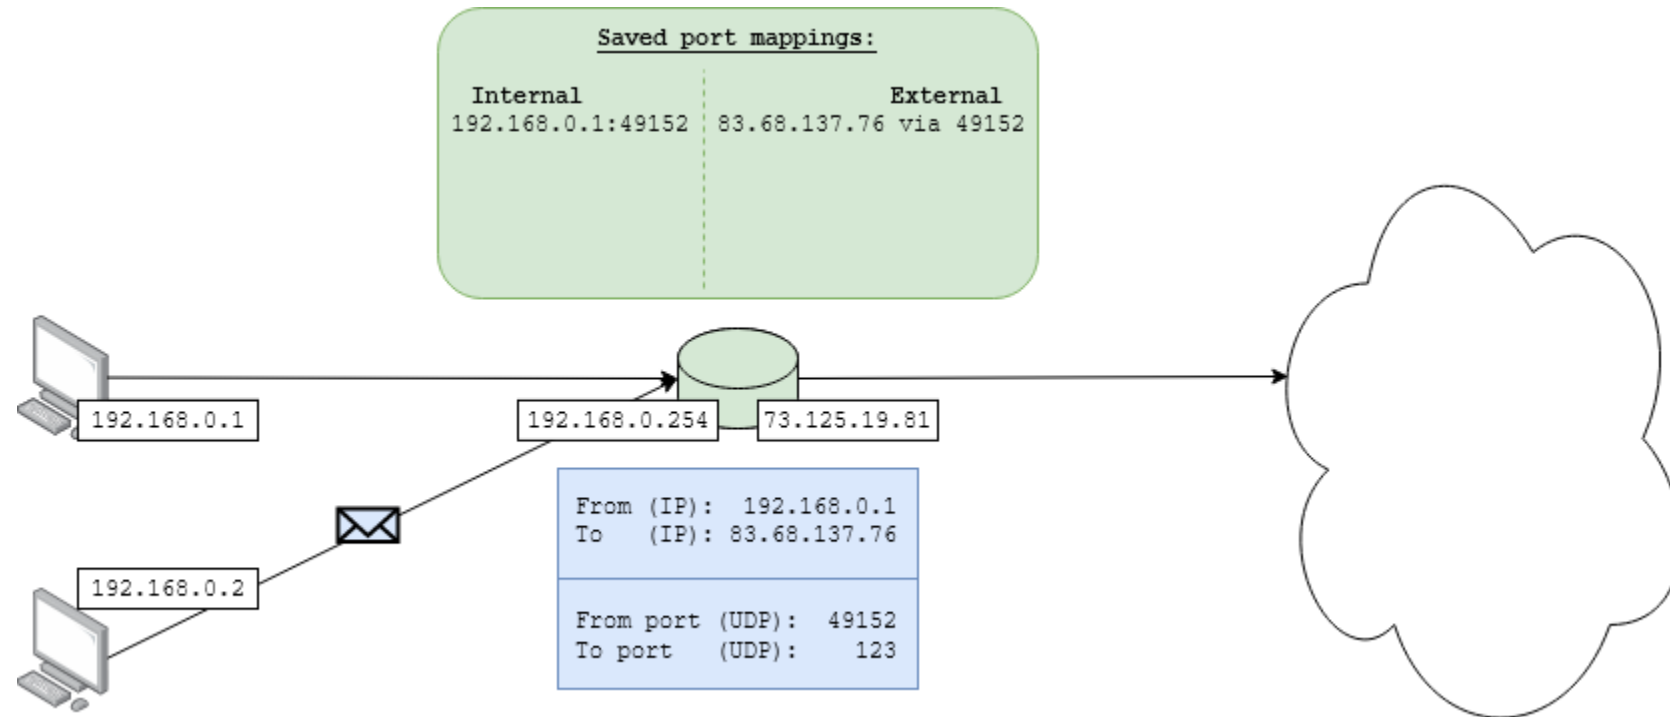 Saved port mappings:
Internal External
192.168.0.1:49152 83.68.137.76 via 49152
192.168.0.1
192.168.0.254
73.125.19.81
From (IP): 192.168.0.1
To (IP): 83.68.137.76
192.168.0.2
From port (UDP): 49152
To port (UDP): 123